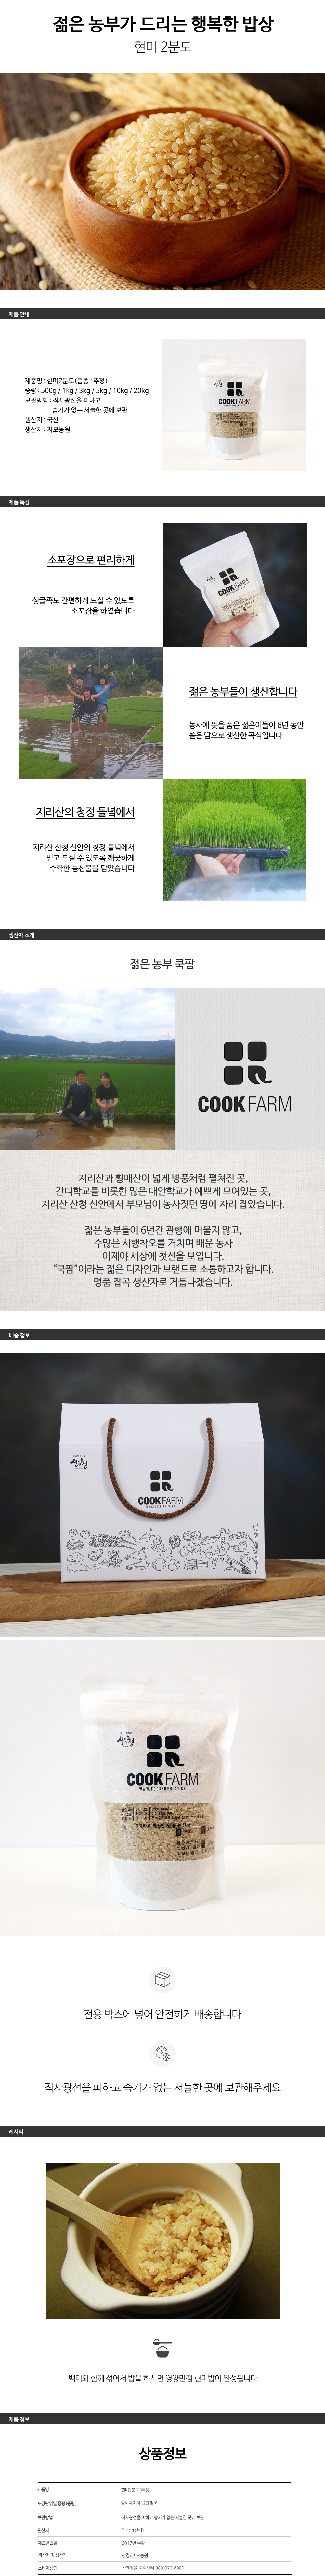 젊은 농부가 드리는 행복한 밥상
현미 2분도
제품 안내
제품명 : 현미2분도(품종 : 추청)
중량 : 500g / 1kg / 3kg / 5kg / 10kg / 20kg
보관방법 : 직사광선을 피하고
습기가 없는 서늘한 곳에 보관
원산지 : 국산
생산자 : 저모농원
COOKFARM
제품 특징
소포장으로 편리하게
싱글족도 간편하게 드실 수 있도록
소포장을 하였습니다
COOKFARM
젊은 농부들이 생산합니다
농사에 뜻을 품은 젊은이들이 6년 동안
쏟은 땀으로 생산한 곡식입니다
지리산의 청정 들녘에서
지리산 산청 신안의 청정 들녘에서
믿고 드실 수 있도록 깨끗하게
수확한 농산물을 담았습니다
생산자 소개
젊은 농부 쿡팜
COOKFARM
지리산과 황매산이 넓게 병풍처럼 펼쳐진 곳,
간디학교를 비롯한 많은 대안학교가 예쁘게 모여있는 곳,
지리산 산청 신안에서 부모님이 농사짓던 땅에 자리 잡았습니다.
젊은 농부들이 6년간 관행에 머물지 않고,
수많은 시행착오를 거치며 배운 농사
이제야 세상에 첫선을 보입니다.
“쿡팜”이라는 젊은 디자인과 브랜드로 소통하고자 합니다.
명품 잡곡 생산자로 거듭나겠습니다.
배송 정보
산청
COOKFARM
산청
COOKFARM
WWW.COOKFARM.CO.KR
전용 박스에 넣어 안전하게 배송합니다
직사광선을 피하고 습기가 없는 서늘한 곳에 보관해주세요
레시피
백미와 함께 섞어서 밥을 하시면 영양만점 현미밥이 완성됩니다
제품 정보
상품정보
제품명 현미2분도(추청)
포장단위별 용량(중량) 상세페이지 옵션 참조
보관방법 직사광선을 피하고 습기가 없는 서늘한 곳에 보관
원산지 국내산(산청)
제조년월일 2017년 수확
생산자 및 생산처 산청/ 저모농원
소비자상담